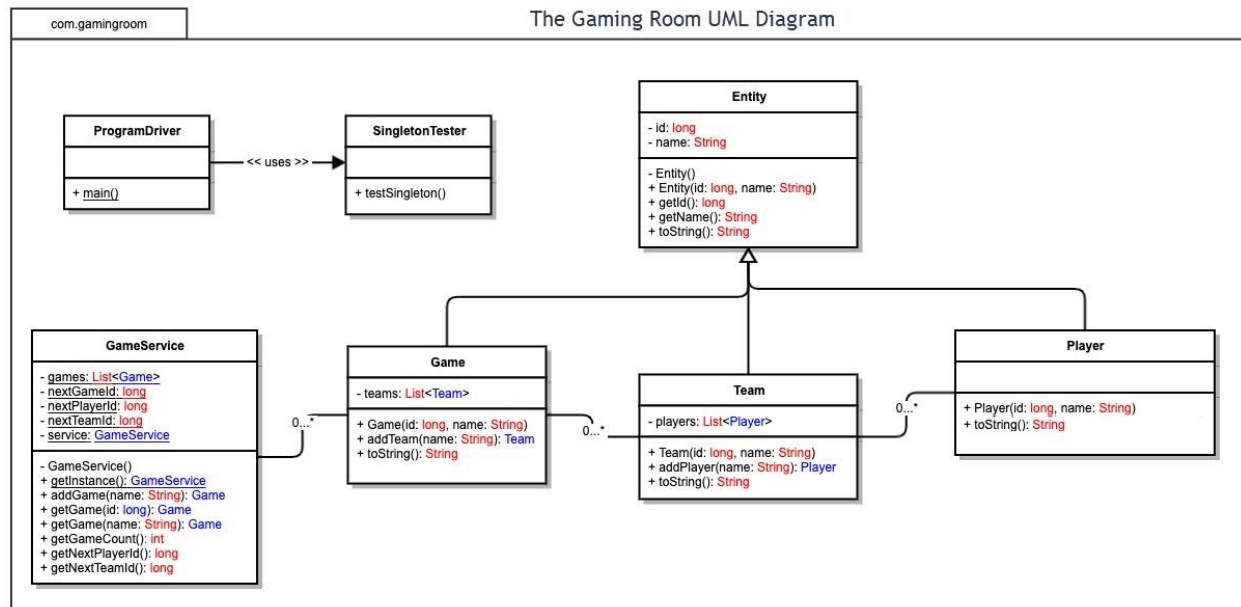 com.gamingroom
The Gaming Room UML Diagram
ProgramDriver
+ main()
<< uses >>
SingletonTester
+ testSingleton()
Entity
- id: long
- name: String
- Entity()
+ Entity(id: long, name: String)
+ getId(): long
+ getName(): String
+ toString(): String
GameService
- games: List<Game>
- nextGameId: long
- nextPlayerId: long
- nextTeamId: long
- service: GameService
- GameService()
+ getInstance(): GameService
+ addGame(name: String): Game
+ getGame(id: long): Game
+ getGame(name: String): Game
+ getGameCount(): int
+ getNextPlayerId(): long
+ getNextTeamId(): long
0...*
Game
- teams: List<Team>
+ Game(id: long, name: String)
+ addTeam(name: String): Team
+ toString(): String
0...*
Team
- players: List<Player>
+ Team(id: long, name: String)
+ addPlayer(name: String): Player
+ toString(): String
0...*
Player
+ Player(id: long, name: String)
+ toString(): String